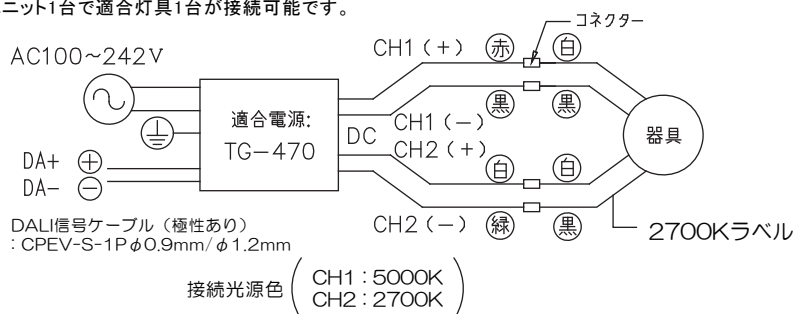 ニット1台で適合灯具1台が接続可能です。
コネクター
AC100~242V
CH1(+) 赤 白
適合電源:
TG-470
DC
黒 黒
CH1(-)
CH2(+)
器具
DA+ +
DA- -
白 白
CH2(-) 緑 黒
2700Kラベル
DALI信号ケーブル(極性あり)
:CPEV-S-1Pφ0.9mm/φ1.2mm
接続光源色
CH1:5000K
CH2:2700K